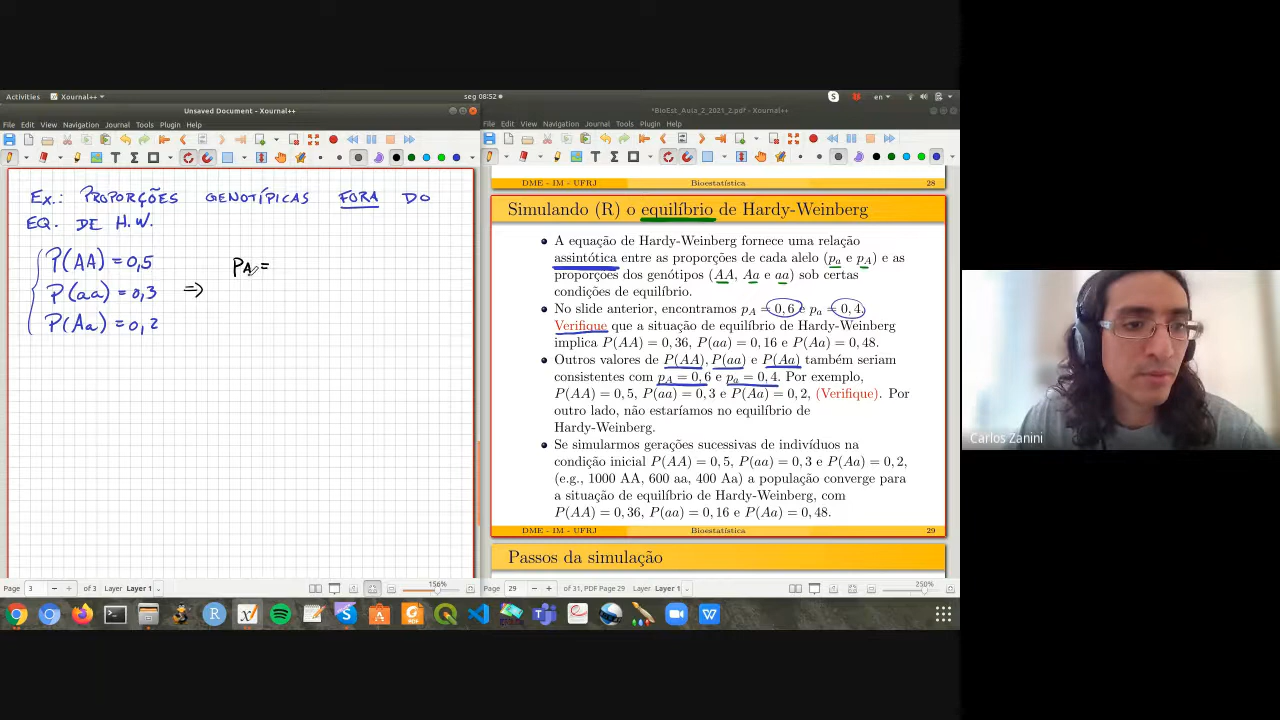 Activities Xournal++ seg 08:52 en
Unsaved Document - Xournal++
*BioEst_Aula_2_2021_2.pdf - Xournal++
File Edit View Navigation Journal Tools Plugin Help
File Edit View Navigation Journal Tools Plugin Help
EX.: PROPORÇÕES GENOTÍPICAS FORA DO
EQ. DE H.W.
P(AA) = 0,5
P(aa) = 0,3
P(Aa) = 0,2
⇒
PA =
DME - IM - UFRJ Bioestatística 28
Simulando (R) o equilíbrio de Hardy-Weinberg
A equação de Hardy-Weinberg fornece uma relação
assintótica entre as proporções de cada alelo (pa e pA) e as
proporções dos genótipos (AA, Aa e aa) sob certas
condições de equilíbrio.
No slide anterior, encontramos pA = 0,6 e pa = 0,4.
Verifique que a situação de equilíbrio de Hardy-Weinberg
implica P(AA) = 0,36, P(aa) = 0,16 e P(Aa) = 0,48.
Outros valores de P(AA), P(aa) e P(Aa) também seriam
consistentes com pA = 0,6 e pa = 0,4. Por exemplo,
P(AA) = 0,5, P(aa) = 0,3 e P(Aa) = 0,2, (Verifique). Por
outro lado, não estaríamos no equilíbrio de
Hardy-Weinberg.
Se simularmos gerações sucessivas de indivíduos na
condição inicial P(AA) = 0,5, P(aa) = 0,3 e P(Aa) = 0,2,
(e.g., 1000 AA, 600 aa, 400 Aa) a população converge para
a situação de equilíbrio de Hardy-Weinberg, com
P(AA) = 0,36, P(aa) = 0,16 e P(Aa) = 0,48.
DME - IM - UFRJ Bioestatística 29
Passos da simulação
Page 3 of 3 Layer Layer 1 156%
Page 29 of 31, PDF Page 29 Layer Layer 1 250%
Carlos Zanini